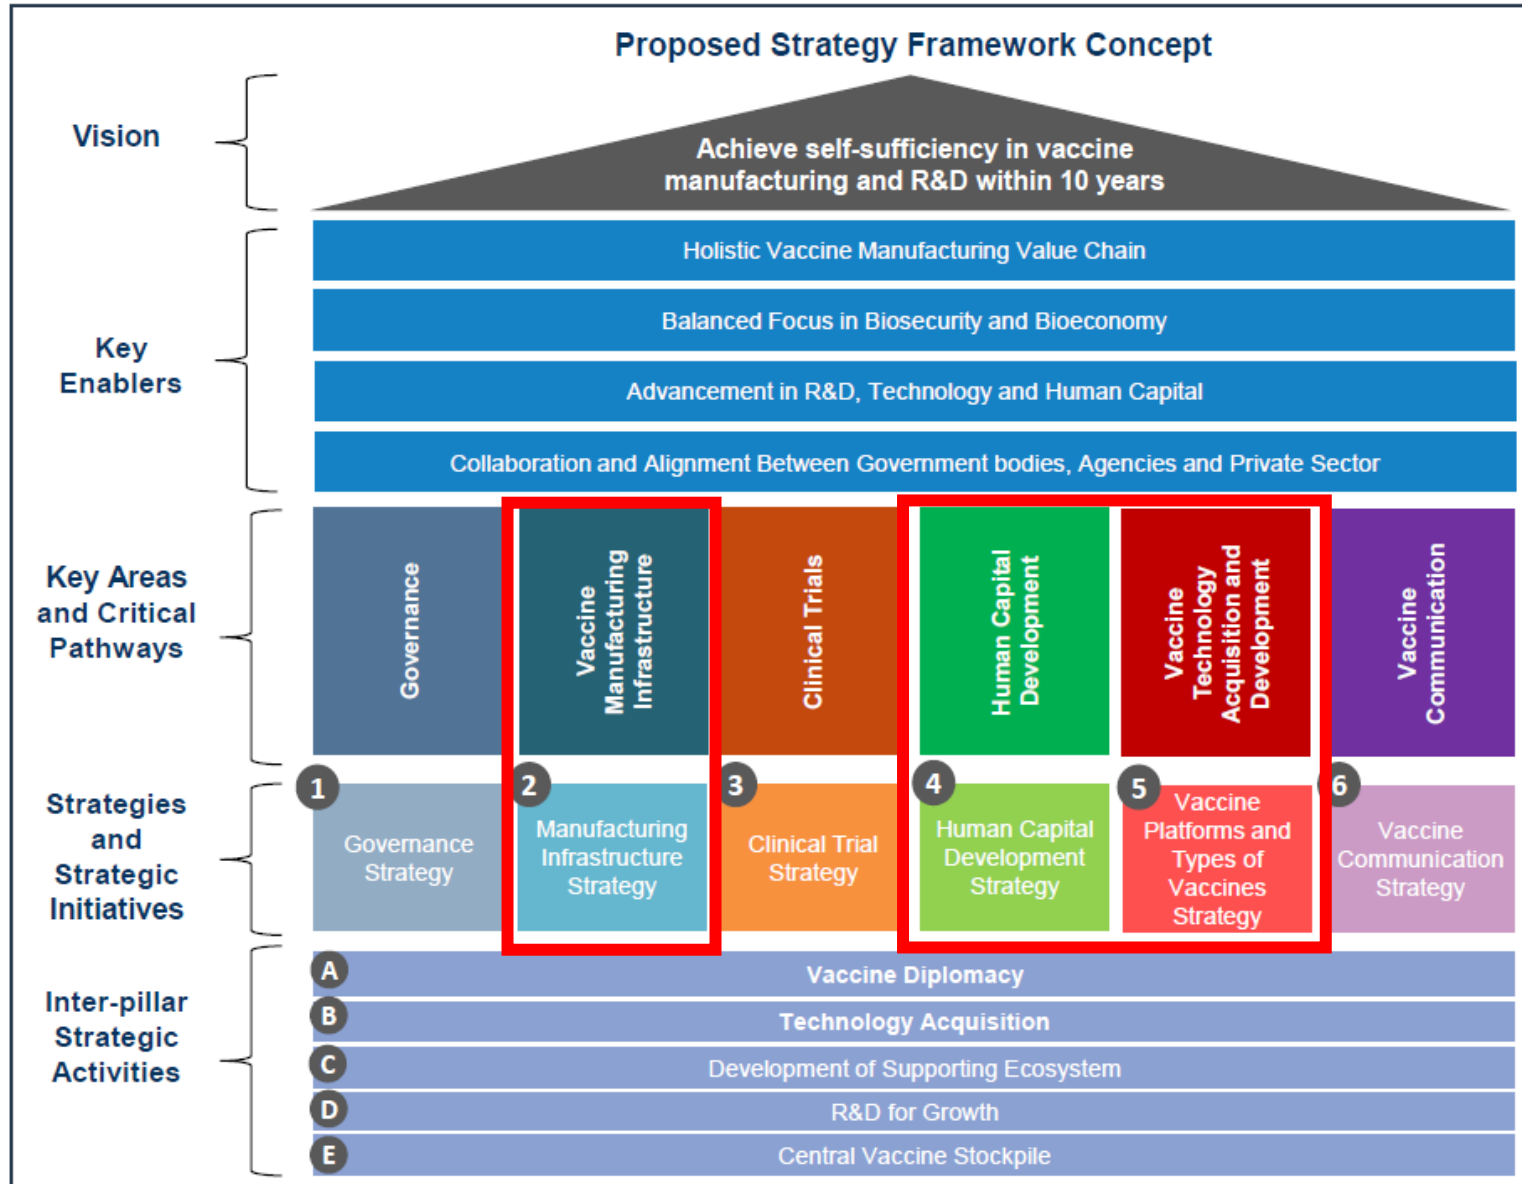 Proposed Strategy Framework Concept
Vision
Achieve self-sufficiency in vaccine
manufacturing and R&D within 10 years
Key
Enablers
Holistic Vaccine Manufacturing Value Chain
Balanced Focus in Biosecurity and Bioeconomy
Advancement in R&D, Technology and Human Capital
Collaboration and Alignment Between Government bodies, Agencies and Private Sector
Key Areas
and Critical
Pathways
Governance
Vaccine
Manufacturing
Infrastructure
Clinical Trials
Human Capital
Development
Vaccine
Technology
Acquisition and
Development
Vaccine
Communication
Strategies
and
Strategic
Initiatives
1
Governance
Strategy
2
Manufacturing
Infrastructure
Strategy
3
Clinical Trial
Strategy
4
Human Capital
Development
Strategy
5
Vaccine
Platforms and
Types of
Vaccines
Strategy
6
Vaccine
Communication
Strategy
Inter-pillar
Strategic
Activities
A
Vaccine Diplomacy
B
Technology Acquisition
C
Development of Supporting Ecosystem
D
R&D for Growth
E
Central Vaccine Stockpile